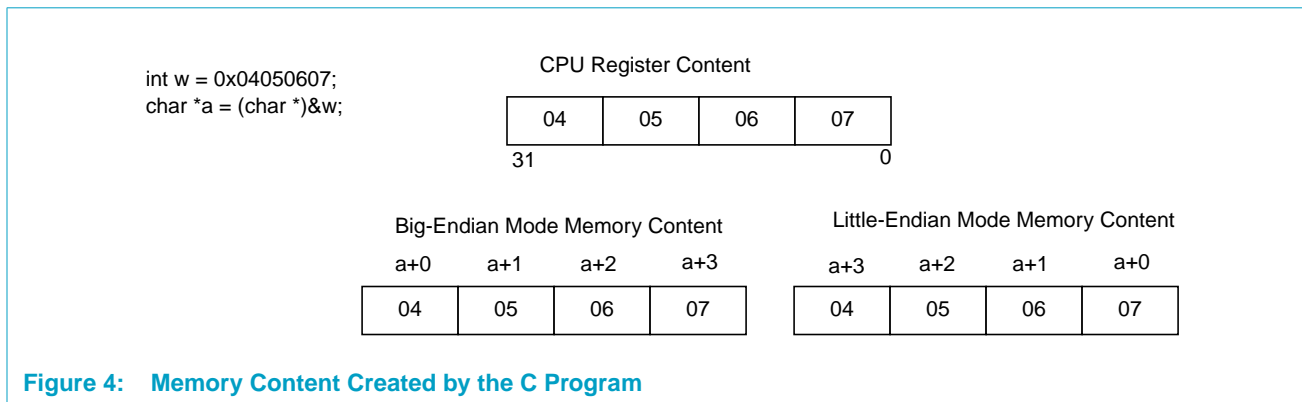 int w = 0x04050607;
char *a = (char *)&w;
CPU Register Content
04 05 06 07
31 0
Big-Endian Mode Memory Content
a+0 a+1 a+2 a+3
04 05 06 07
Little-Endian Mode Memory Content
a+3 a+2 a+1 a+0
04 05 06 07
Figure 4: Memory Content Created by the C Program